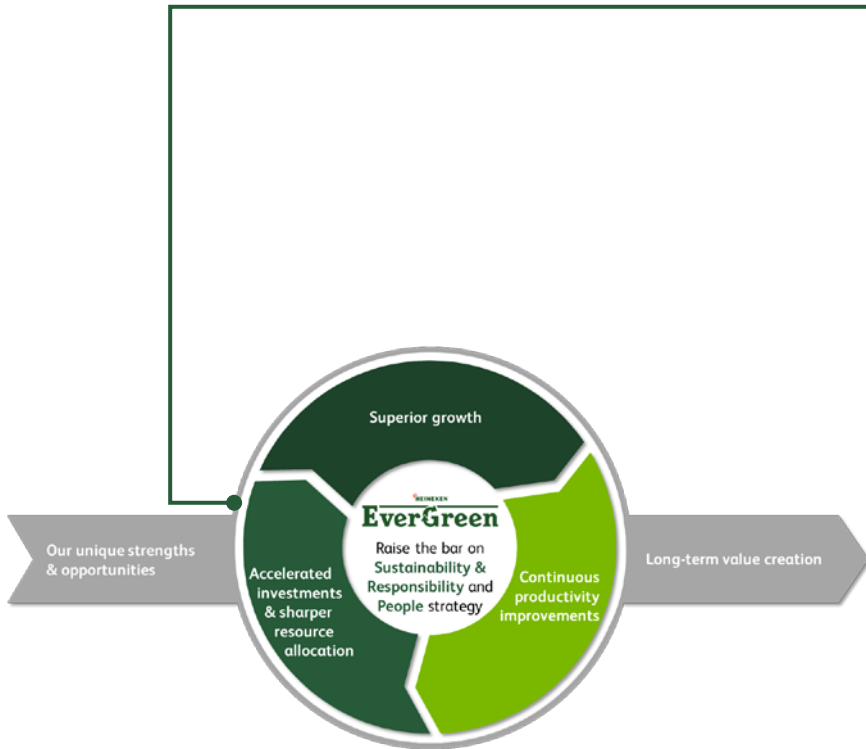 Superior growth
HEINEKEN
EverGreen
Raise the bar on
Sustainability &
Responsibility and
People strategy
Our unique strengths
& opportunities
Accelerated
investments
& sharper
resource
allocation
Continuous
productivity
improvements
Long-term value creation